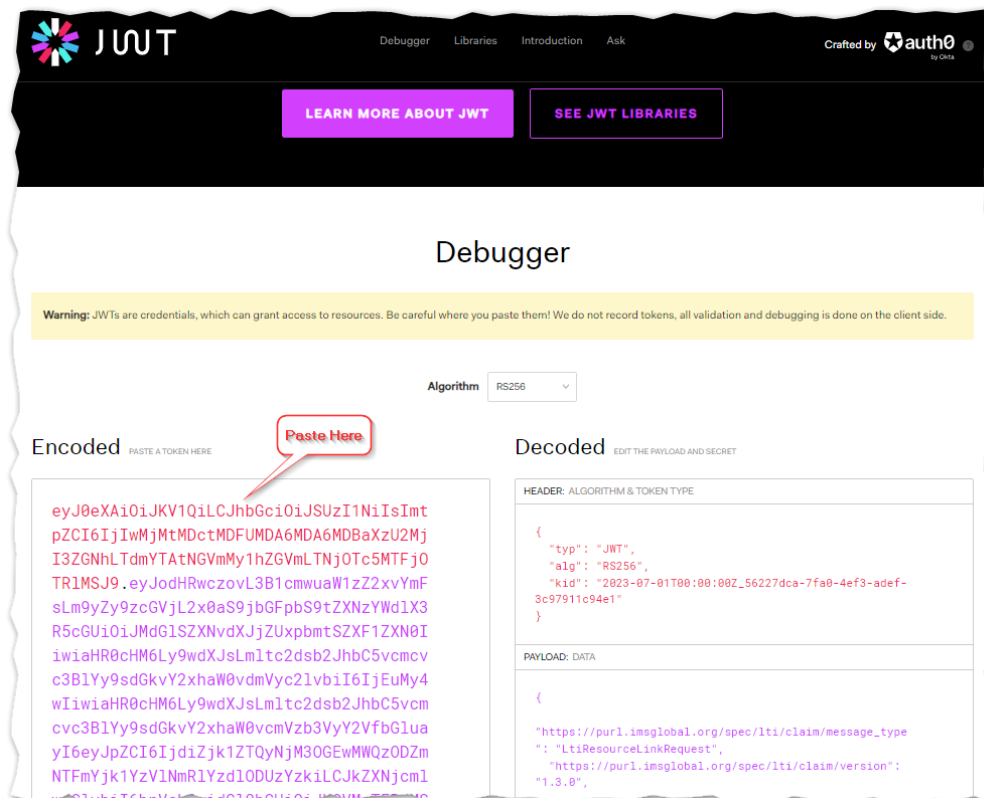 JWT
Debugger Libraries Introduction Ask
Crafted by auth0
by Okta
LEARN MORE ABOUT JWT
SEE JWT LIBRARIES
Debugger
Warning: JWTs are credentials, which can grant access to resources. Be careful where you paste them! We do not record tokens, all validation and debugging is done on the client side.
Algorithm RS256
Paste Here
Encoded PASTE A TOKEN HERE
eyJ0eXAiOiJKV1QiLCJhbGciOiJSUzI1NiIsImt
pZCI6IjIwMjMtMDctMDFUMDA6MDA6MDBaXzU2Mj
I3ZGNhLTdmYTAtNGVmMy1hZGVmLTNjOTc5MTFjO
TRlMSJ9.eyJodHRwczovL3B1cmwuaW1zZ2xvYmF
sLm9yZy9zcGVjL2x0aS9jbGFpbS9tZXNzYWdlX3
R5cGUiOiJMdGlSZXNvdXJjZUxpbmtSZXF1ZXN0I
iwiaHR0cHM6Ly9wdXJsLmltc2dsb2JhbC5vcmcv
c3BlYy9sdGkvY2xhaW0vdmVyc2lvbiI6IjEuMy4
wIiwiaHR0cHM6Ly9wdXJsLmltc2dsb2JhbC5vcm
cvc3BlYy9sdGkvY2xhaW0vcmVzb3VyY2VfbGlua
yI6eyJpZCI6IjdiZjk1ZTQyNjM3OGEwMWQzODZm
NTFmYjk1YzVlNmRlYzdlODUzYzkiLCJkZXNjcml
Decoded EDIT THE PAYLOAD AND SECRET
HEADER: ALGORITHM & TOKEN TYPE
{
"typ": "JWT",
"alg": "RS256",
"kid": "2023-07-01T00:00:00Z_56227dca-7fa0-4ef3-adef-
3c97911c94e1"
}
PAYLOAD: DATA
{
"https://purl.imsglobal.org/spec/lti/claim/message_type
": "LtiResourceLinkRequest",
"https://purl.imsglobal.org/spec/lti/claim/version":
"1.3.0",